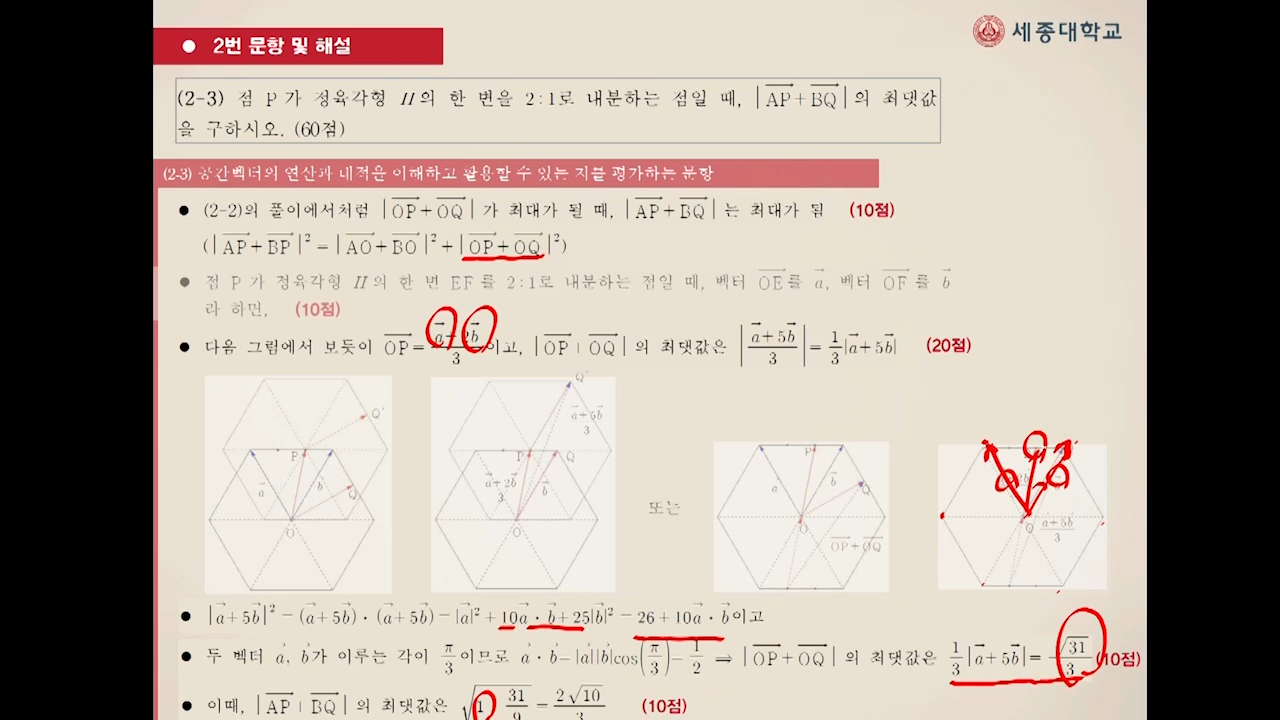 세종대학교
● 2번 문항 및 해설
(2-3) 점 P가 정육각형 H의 한 변을 2:1로 내분하는 점일 때, |AP+BQ|의 최댓값
을 구하시오. (60점)
(2-3) 공간벡터의 연산과 내적을 이해하고 활용할 수 있는 지를 평가하는 문항
● (2-2)의 풀이에서처럼 |OP+OQ|가 최대가 될 때, |AP+BQ|는 최대가 됨 (10점)
(|AP+BP|² = |AO+BO|² + |OP+OQ|²)
● 점 P가 정육각형 H의 한 변 EF를 2:1로 내분하는 점일 때, 벡터 OE를 a, 벡터 OF를 b
라 하면, (10점)
● 다음 그림에서 보듯이 OP= a+2b/3 이고, |OP+OQ|의 최댓값은 |a+5b/3| = 1/3|a+5b| (20점)
Q' P Q a b O
Q' a+5b/3 P Q a+2b/3 b O
또는
P a b Q O OP+OQ
Q a+5b/3
● |a+5b|² = (a+5b)·(a+5b) = |a|²+10a·b+25|b|² = 26+10a·b이고
● 두 벡터 a, b가 이루는 각이 π/3이므로 a·b=|a||b|cos(π/3)=1/2 ⇒ |OP+OQ|의 최댓값은 1/3|a+5b|= √31/3 (10점)
● 이때, |AP+BQ|의 최댓값은 √1+31/9 = 2√10/3 (10점)